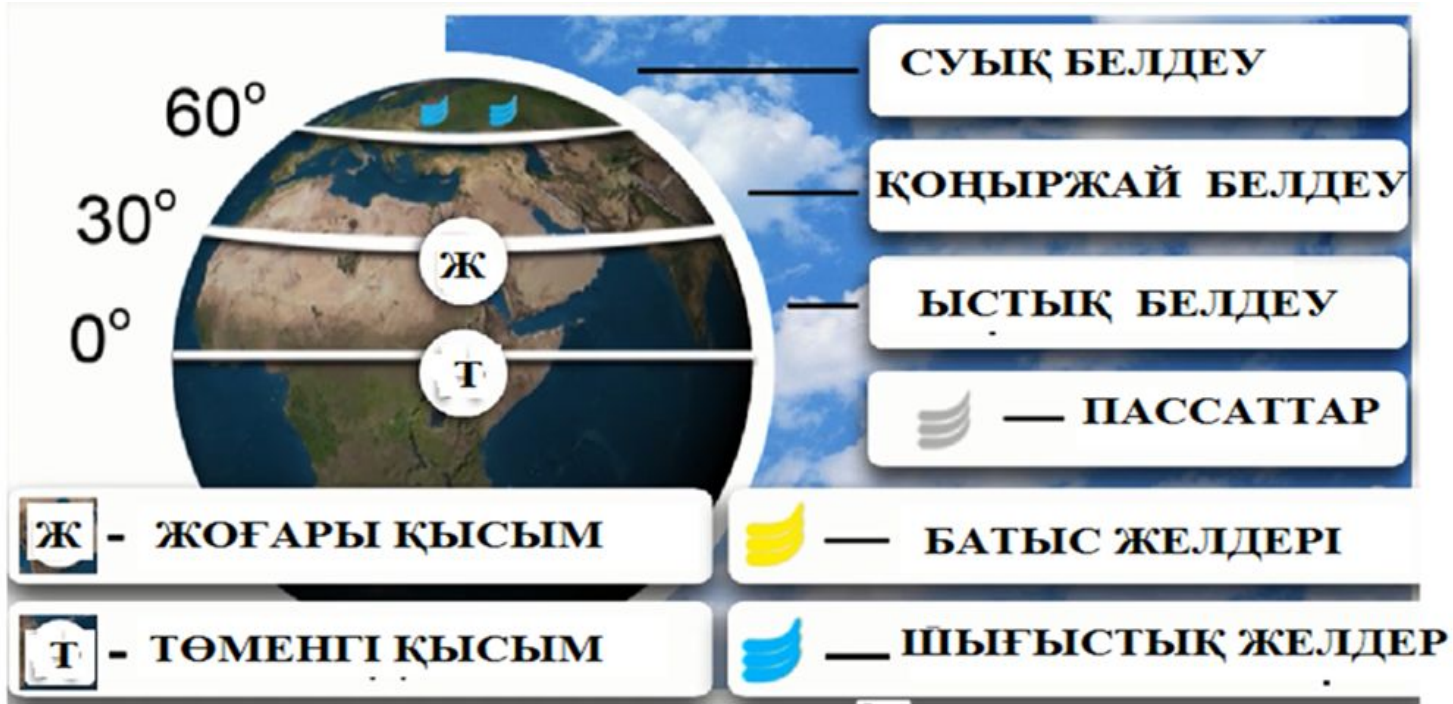 60°
30°
0°
Ж
Т
СУЫҚ БЕЛДЕУ
ҚОҢЫРЖАЙ БЕЛДЕУ
ЫСТЫҚ БЕЛДЕУ
— ПАССАТТАР
Ж - ЖОҒАРЫ ҚЫСЫМ
Т - ТӨМЕНГІ ҚЫСЫМ
— БАТЫС ЖЕЛДЕРІ
— ШЫҒЫСТЫҚ ЖЕЛДЕР